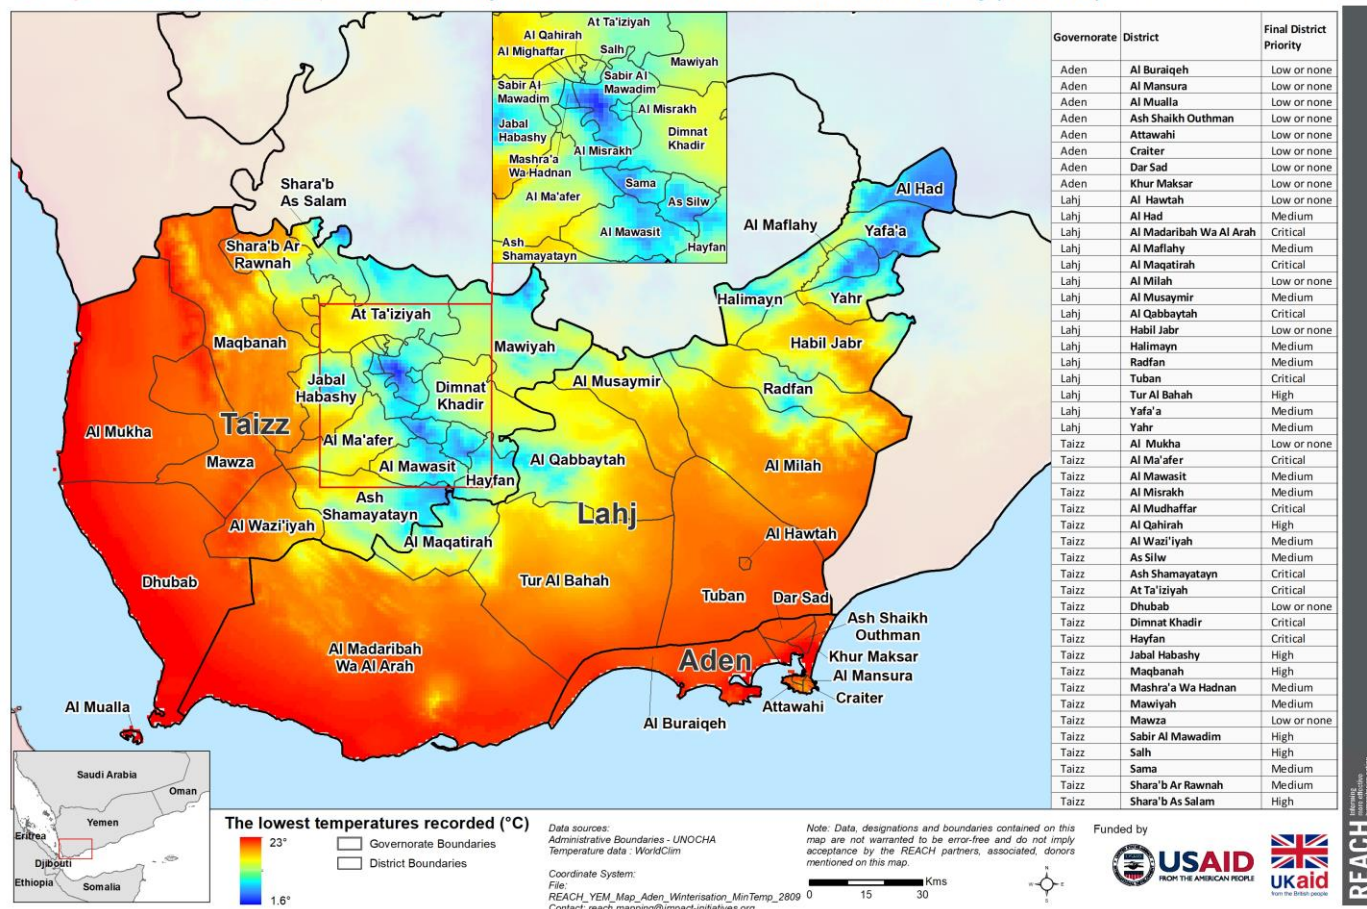 At Ta'iziyah
Al Qahirah
Al Mighaffar
Salh
Mawiyah
Sabir Al
Mawadim
Sabir Al
Mawadim
Al Misrakh
Jabal
Habashy
Dimnat
Khadir
Al Misrakh
Mashra'a
Wa Hadnan
Sama
Al Ma'afer
As Silw
Al Mawasit
Ash
Shamayatayn
Hayfan
Shara'b
As Salam
Al Had
Al Maflahy
Yafa'a
Shara'b Ar
Rawnah
Halimayn
Yahr
At Ta'iziyah
Maqbanah
Mawiyah
Habil Jabr
Jabal
Habashy
Dimnat
Khadir
Al Musaymir
Radfan
Taizz
Al Mukha
Al Ma'afer
Mawza
Al Mawasit
Al Qabbaytah
Al Milah
Hayfan
Ash
Shamayatayn
Lahj
Al Wazi'iyah
Al Maqatirah
Al Hawtah
Dhubab
Tur Al Bahah
Tuban
Dar Sad
Ash Shaikh
Outhman
Al Madaribah
Wa Al Arah
Aden
Khur Maksar
Al Mansura
Craiter
Attawahi
Al Mualla
Al Buraiqeh
Governorate District Final District
Priority
Aden Al Buraiqeh Low or none
Aden Al Mansura Low or none
Aden Al Mualla Low or none
Aden Ash Shaikh Outhman Low or none
Aden Attawahi Low or none
Aden Craiter Low or none
Aden Dar Sad Low or none
Aden Khur Maksar Low or none
Lahj Al Hawtah Low or none
Lahj Al Had Medium
Lahj Al Madaribah Wa Al Arah Critical
Lahj Al Maflahy Medium
Lahj Al Maqatirah Critical
Lahj Al Milah Low or none
Lahj Al Musaymir Medium
Lahj Al Qabbaytah Critical
Lahj Habil Jabr Low or none
Lahj Halimayn Medium
Lahj Radfan Medium
Lahj Tuban Critical
Lahj Tur Al Bahah High
Lahj Yafa'a Medium
Lahj Yahr Medium
Taizz Al Mukha Low or none
Taizz Al Ma'afer Critical
Taizz Al Mawasit Medium
Taizz Al Misrakh Medium
Taizz Al Mudhaffar Critical
Taizz Al Qahirah High
Taizz Al Wazi'iyah Medium
Taizz As Silw Medium
Taizz Ash Shamayatayn Critical
Taizz At Ta'iziyah Critical
Taizz Dhubab Low or none
Taizz Dimnat Khadir Critical
Taizz Hayfan Critical
Taizz Jabal Habashy High
Taizz Maqbanah High
Taizz Mashra'a Wa Hadnan Medium
Taizz Mawiyah Medium
Taizz Mawza Low or none
Taizz Sabir Al Mawadim High
Taizz Salh High
Taizz Sama Medium
Taizz Shara'b Ar Rawnah Medium
Taizz Shara'b As Salam High
Saudi Arabia
Oman
Yemen
Eritrea
Djibouti
Ethiopia
Somalia
The lowest temperatures recorded (°C)
23°
1.6°
Governorate Boundaries
District Boundaries
Data sources:
Administrative Boundaries - UNOCHA
Temperature data : WorldClim
Coordinate System:
File:
REACH_YEM_Map_Aden_Winterisation_MinTemp_2809
Contact: reach.mapping@impact-initiatives.org
Note: Data, designations and boundaries contained on this
map are not warranted to be error-free and do not imply
acceptance by the REACH partners, associated, donors
mentioned on this map.
Kms
0 15 30
Funded by
USAID
FROM THE AMERICAN PEOPLE
UKaid
from the British people
REACH
Informing
more effective